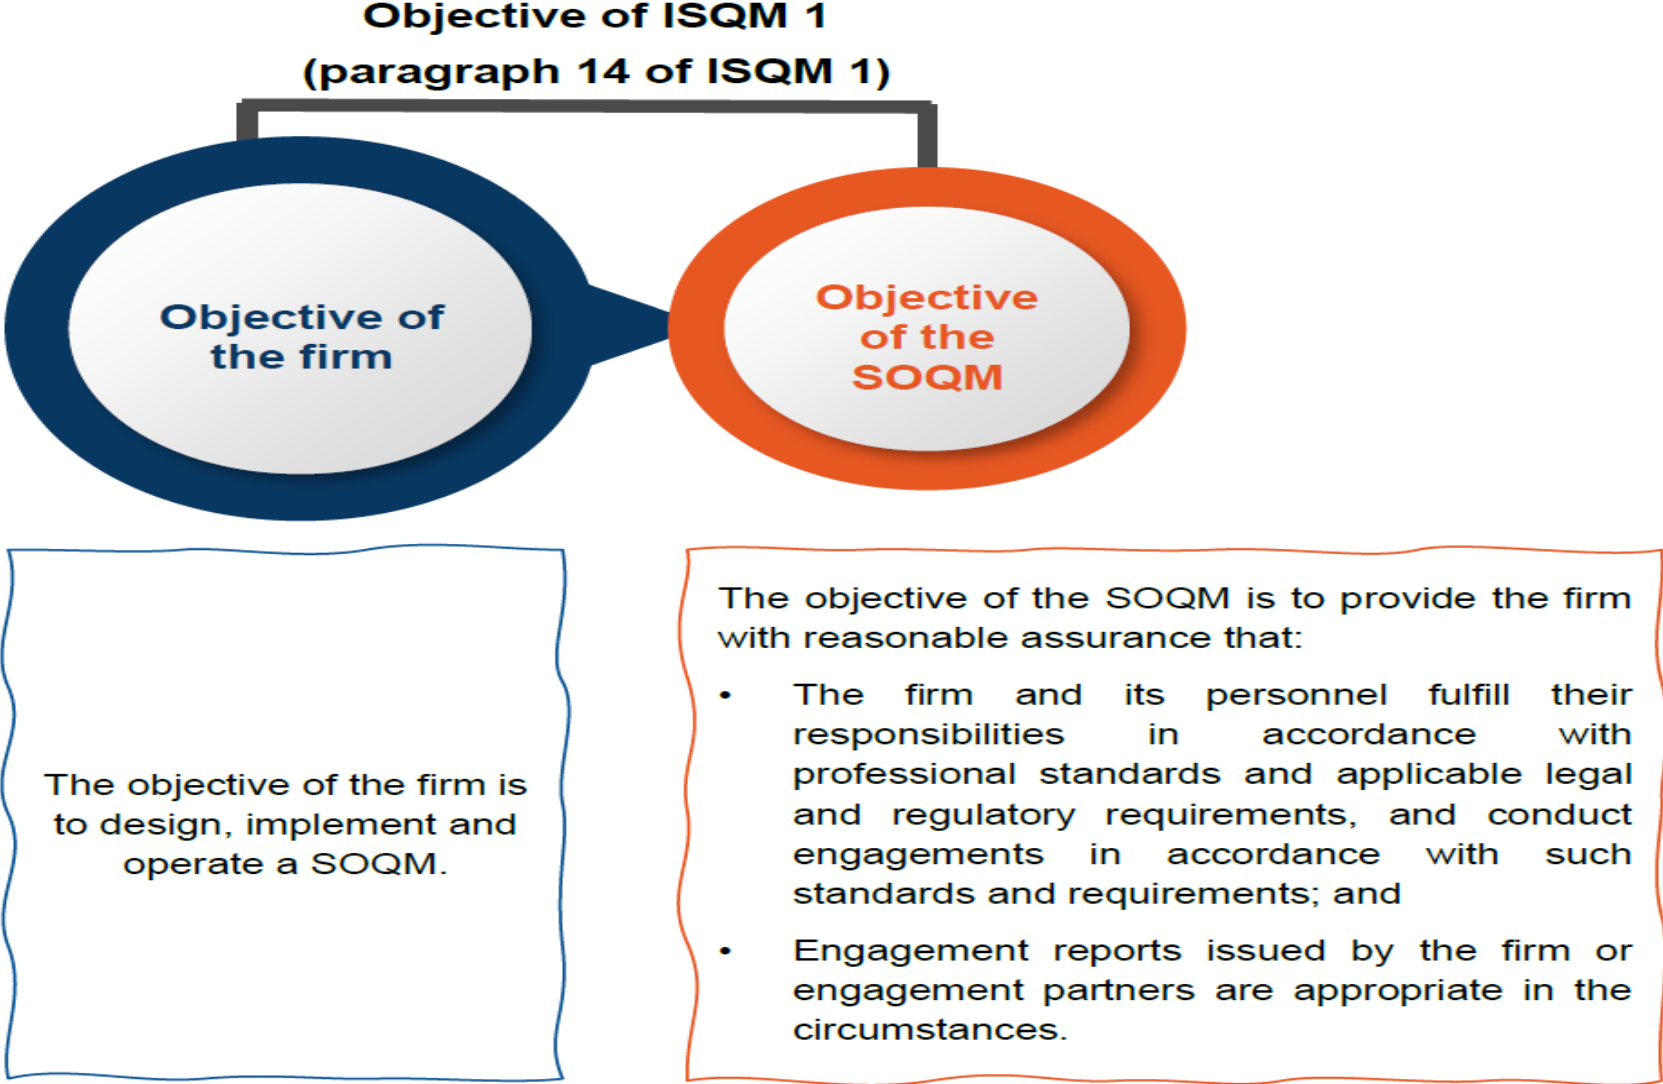 Objective of ISQM 1
(paragraph 14 of ISQM 1)
Objective of
the firm
Objective
of the
SOQM
The objective of the firm is
to design, implement and
operate a SOQM.
The objective of the SOQM is to provide the firm
with reasonable assurance that:
• The firm and its personnel fulfill their
responsibilities in accordance with
professional standards and applicable legal
and regulatory requirements, and conduct
engagements in accordance with such
standards and requirements; and
• Engagement reports issued by the firm or
engagement partners are appropriate in the
circumstances.